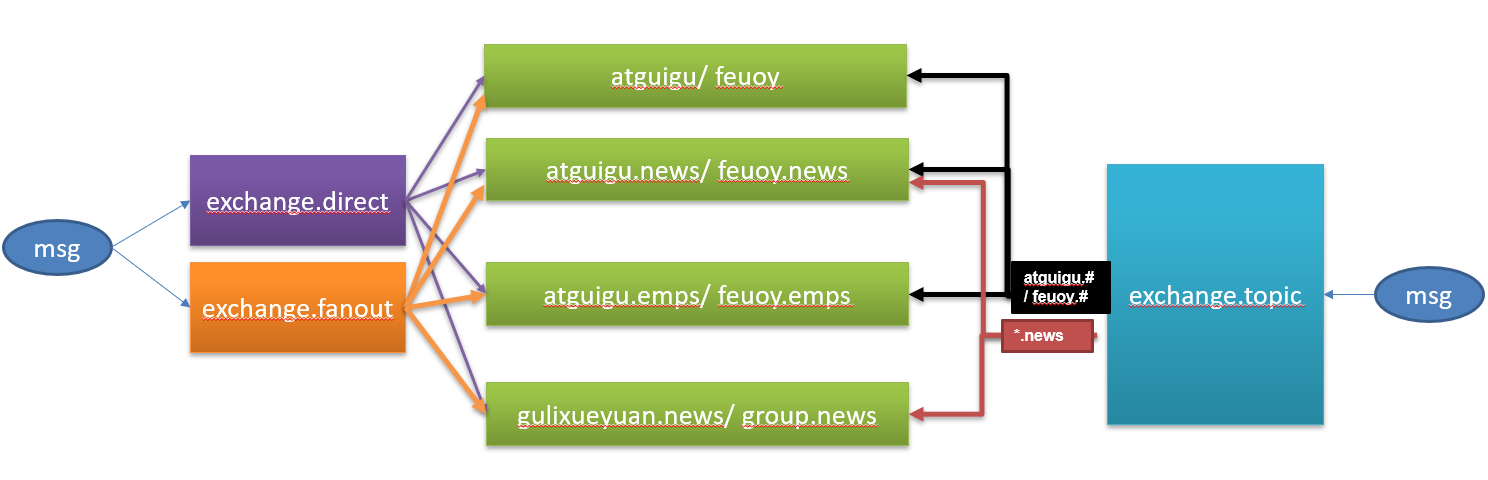 atguigu/ feuoy
atguigu.news/ feuoy.news
exchange.direct
msg
atguigu.#
/ feuoy.#
atguigu.emps/ feuoy.emps
exchange.fanout
exchange.topic
msg
*.news
gulixueyuan.news/ group.news